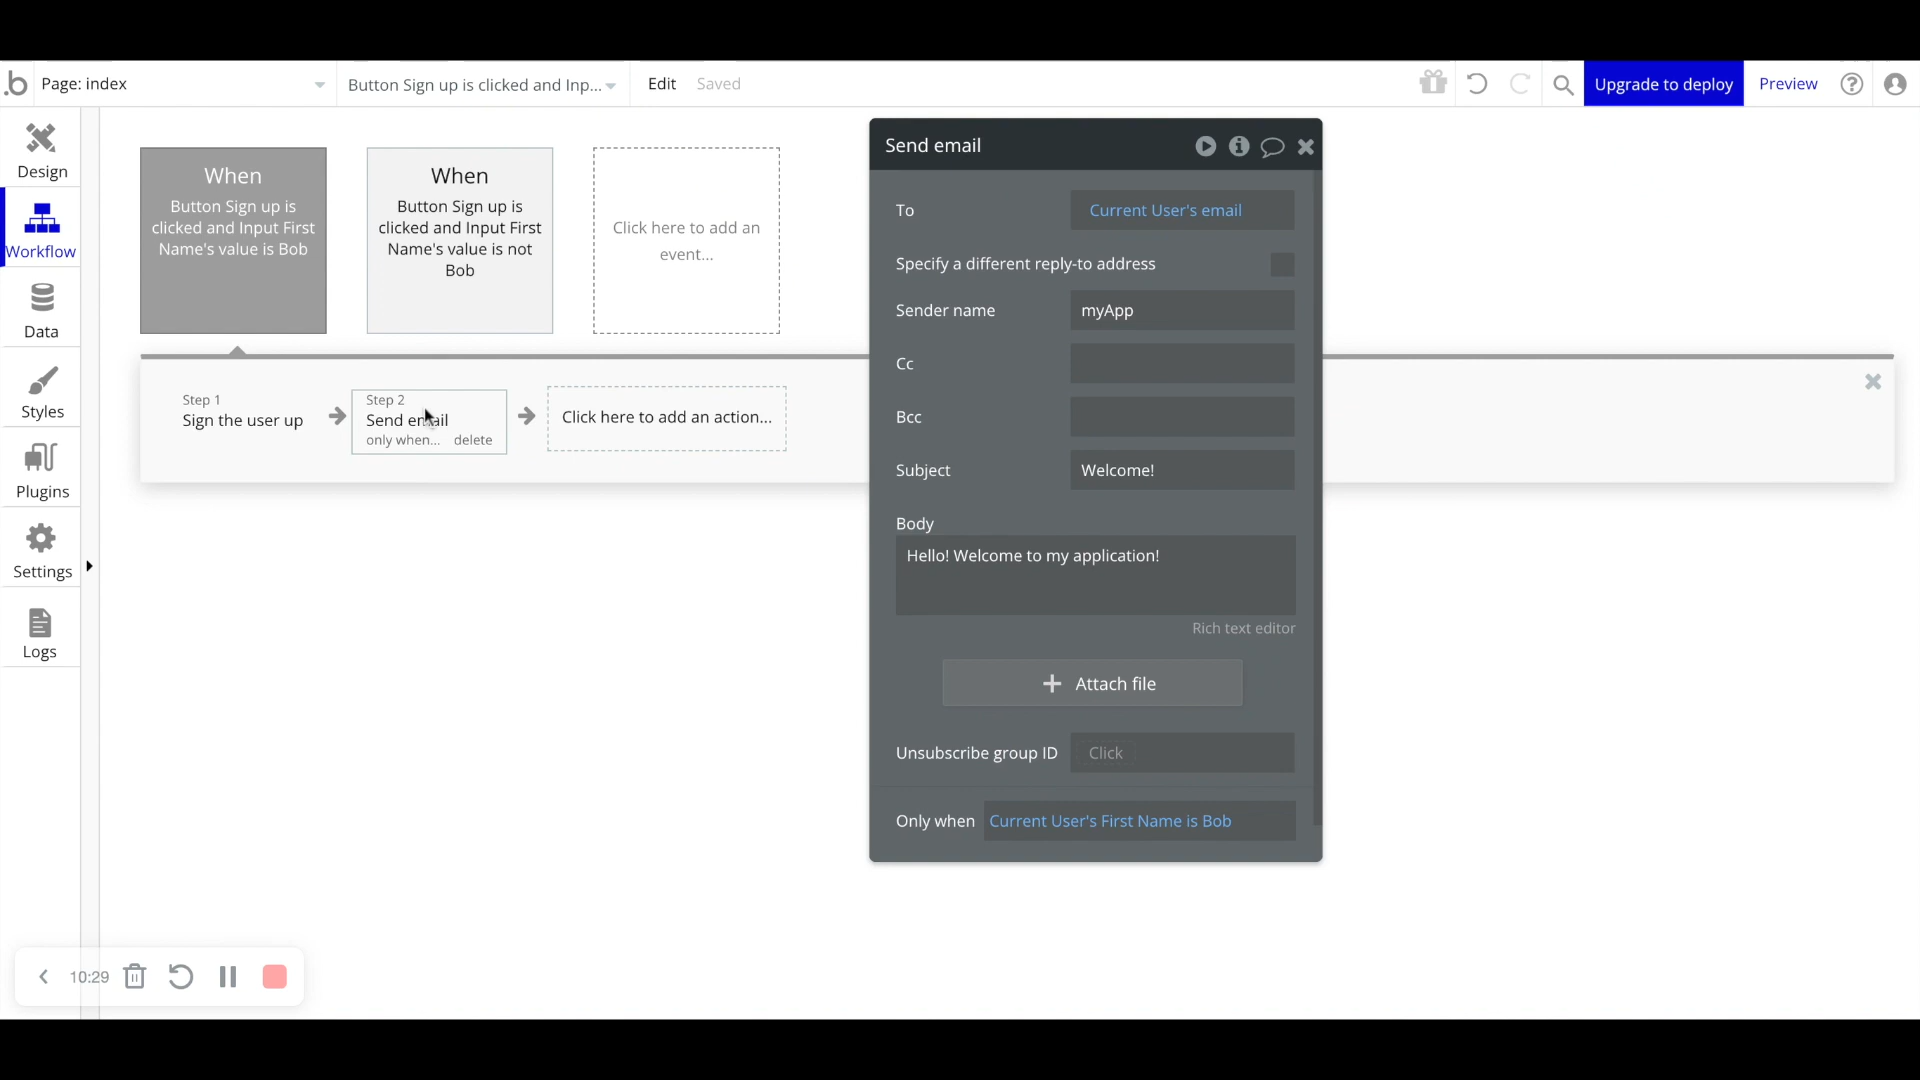 .b Page: index
Button Sign up is clicked and Inp...
Edit
Saved
Upgrade to deploy
Preview
Design
Workflow
Data
Styles
Plugins
Settings
Logs
When
Button Sign up is
clicked and Input First
Name's value is Bob
When
Button Sign up is
clicked and Input First
Name's value is not
Bob
Click here to add an
event...
Step 1
Sign the user up
Step 2
Send email
only when... delete
Click here to add an action...
Send email
To Current User's email
Specify a different reply-to address
Sender name myApp
Cc
Bcc
Subject Welcome!
Body
Hello! Welcome to my application!
Rich text editor
+ Attach file
Unsubscribe group ID Click
Only when Current User's First Name is Bob
10:29